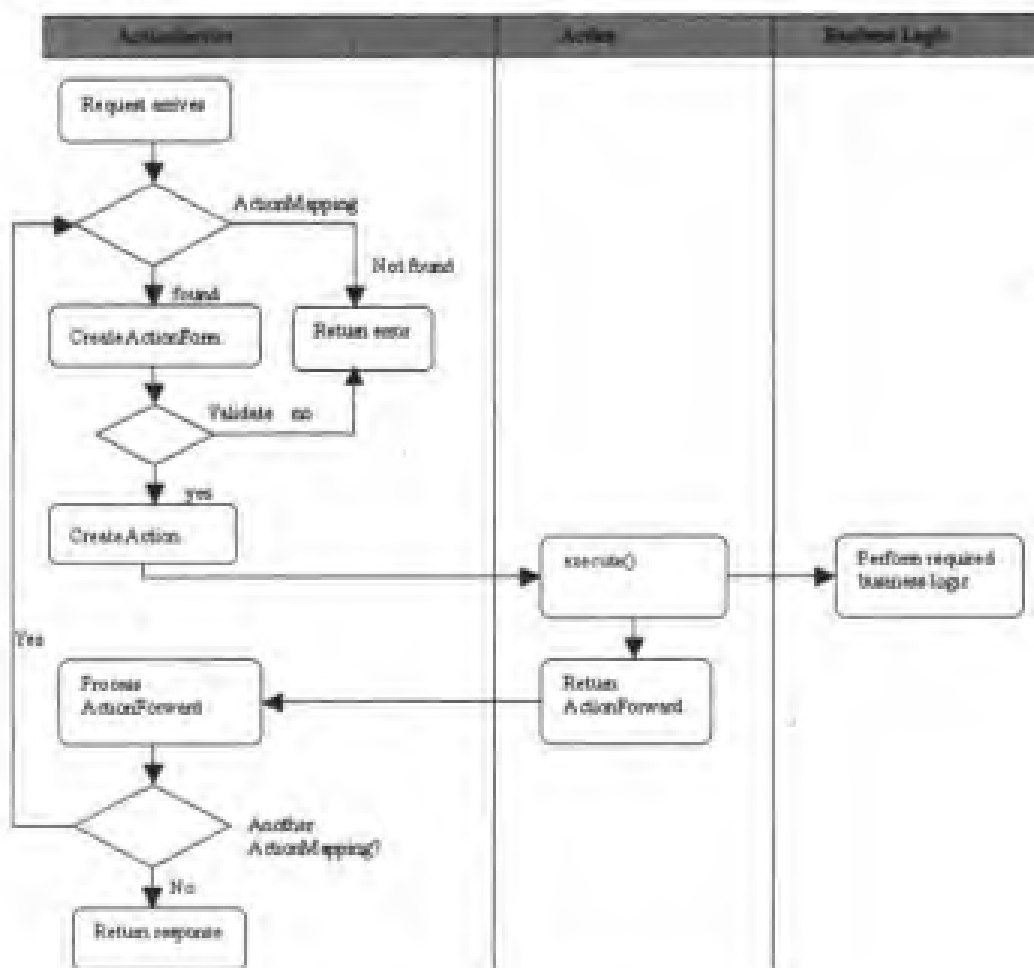 Action
Business Logic
Request arrives
ActionMapping
Not found
found
CreateActionForm
Return error
Validate no
yes
CreateAction
execute()
Perform required
business logic
Yes
Process
ActionForward
Return
ActionForward
Another
ActionMapping?
No
Return response